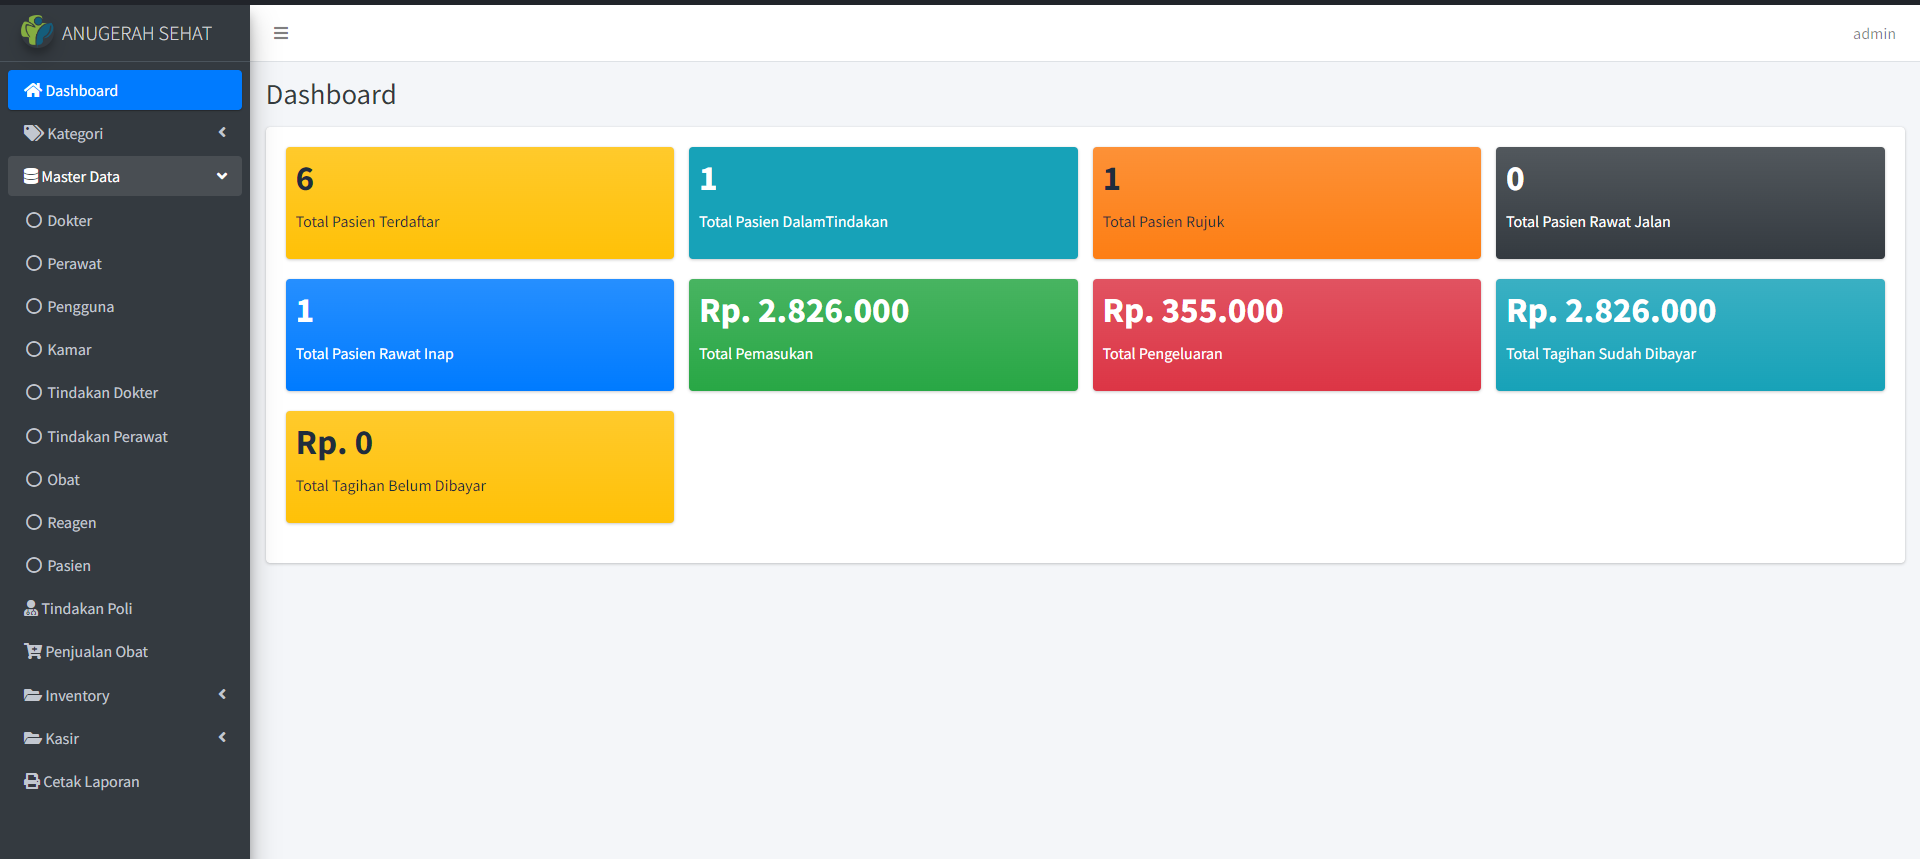 ANUGERAH SEHAT
admin
Dashboard
Kategori
Master Data
Dokter
Perawat
Pengguna
Kamar
Tindakan Dokter
Tindakan Perawat
Obat
Reagen
Pasien
Tindakan Poli
Penjualan Obat
Inventory
Kasir
Cetak Laporan
Dashboard
6
Total Pasien Terdaftar
1
Total Pasien DalamTindakan
1
Total Pasien Rujuk
0
Total Pasien Rawat Jalan
1
Total Pasien Rawat Inap
Rp. 2.826.000
Total Pemasukan
Rp. 355.000
Total Pengeluaran
Rp. 2.826.000
Total Tagihan Sudah Dibayar
Rp. 0
Total Tagihan Belum Dibayar